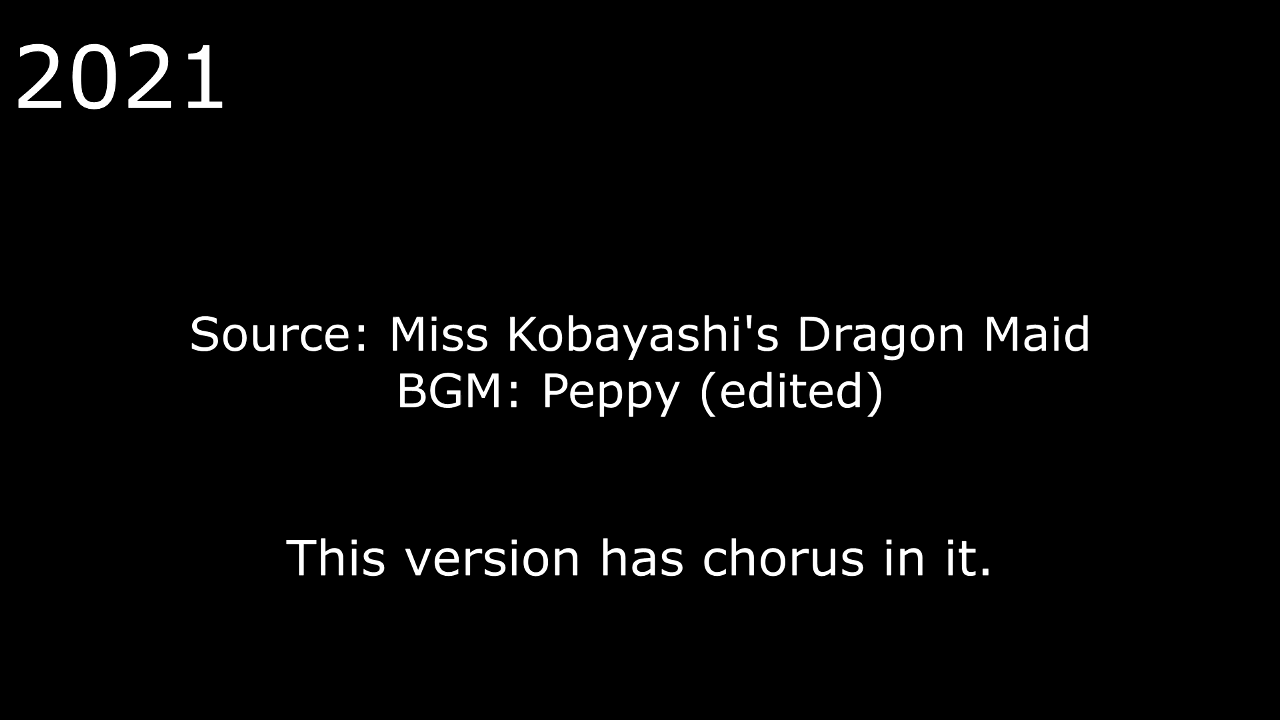 2021
Source: Miss Kobayashi's Dragon Maid
BGM: Peppy (edited)
This version has chorus in it.